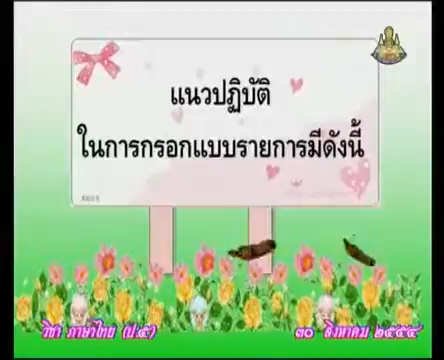 แนวปฏิบัติ
ในการกรอกแบบรายการมีดังนี้
วิชา ภาษาไทย (ป.๕)
๓๐ สิงหาคม ๒๕๕๔